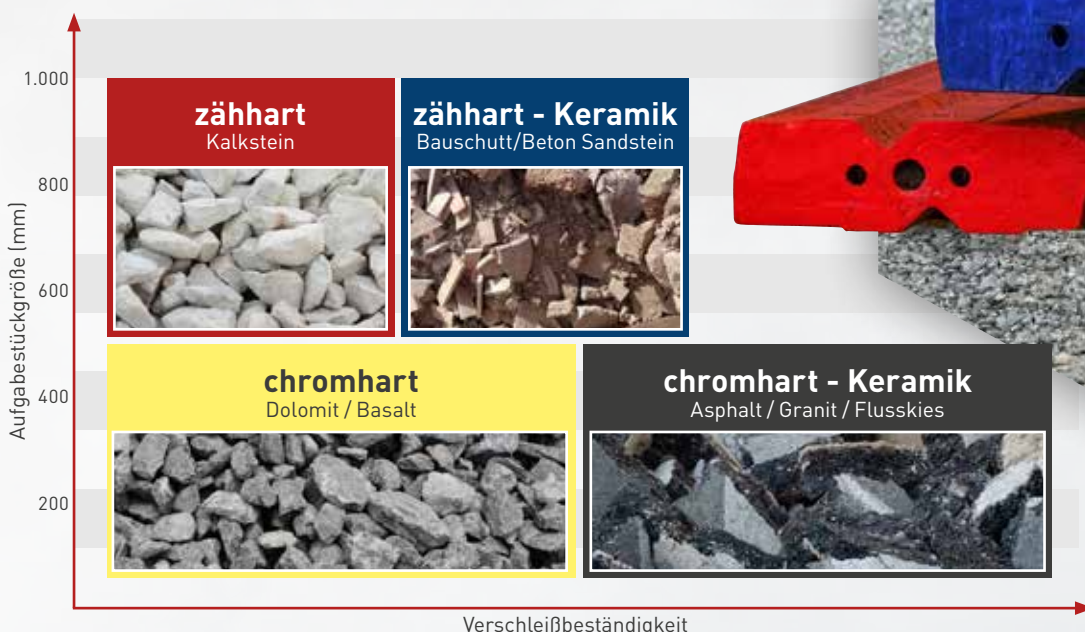 1.000
800
600
400
200
Aufgabestückgröße (mm)
zähhart
Kalkstein
zähhart - Keramik
Bauschutt/Beton Sandstein
chromhart
Dolomit / Basalt
chromhart - Keramik
Asphalt / Granit / Flusskies
Verschleißbeständigkeit